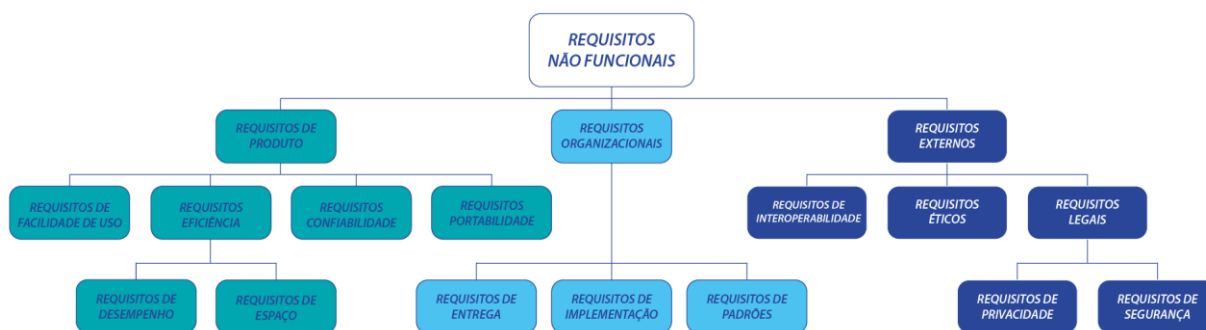 REQUISITOS
NÃO FUNCIONAIS
REQUISITOS DE
PRODUTO
REQUISITOS
ORGANIZACIONAIS
REQUISITOS
EXTERNOS
REQUISITOS DE
FACILIDADE DE USO
REQUISITOS
EFICIÊNCIA
REQUISITOS
CONFIABILIDADE
REQUISITOS
PORTABILIDADE
REQUISITOS DE
INTEROPERABILIDADE
REQUISITOS
ÉTICOS
REQUISITOS
LEGAIS
REQUISITOS DE
DESEMPENHO
REQUISITOS DE
ESPAÇO
REQUISITOS DE
ENTREGA
REQUISITOS DE
IMPLEMENTAÇÃO
REQUISITOS DE
PADRÕES
REQUISITOS DE
PRIVACIDADE
REQUISITOS DE
SEGURANÇA